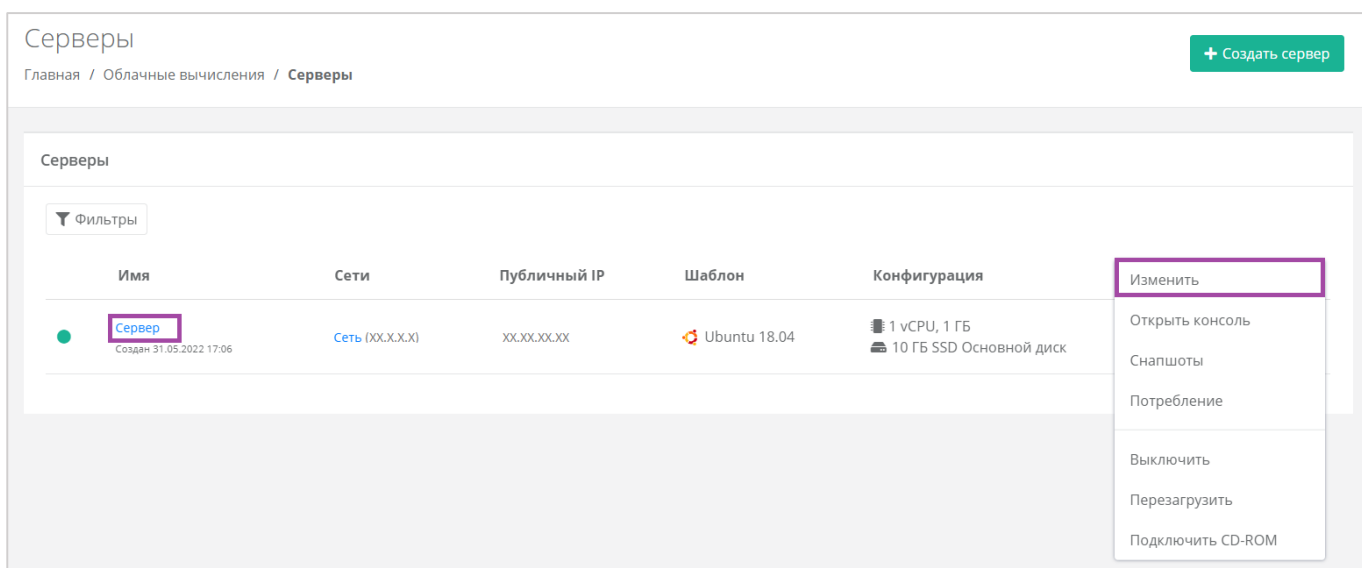 Серверы
+ Создать сервер
Главная / Облачные вычисления / Серверы
Серверы
Фильтры
Имя Сети Публичный IP Шаблон Конфигурация
Сервер
Создан 31.05.2022 17:06
Сеть (XX.X.X.X)
XX.XX.XX.XX
Ubuntu 18.04
1 vCPU, 1 ГБ
10 ГБ SSD Основной диск
Изменить
Открыть консоль
Снапшоты
Потребление
Выключить
Перезагрузить
Подключить CD-ROM